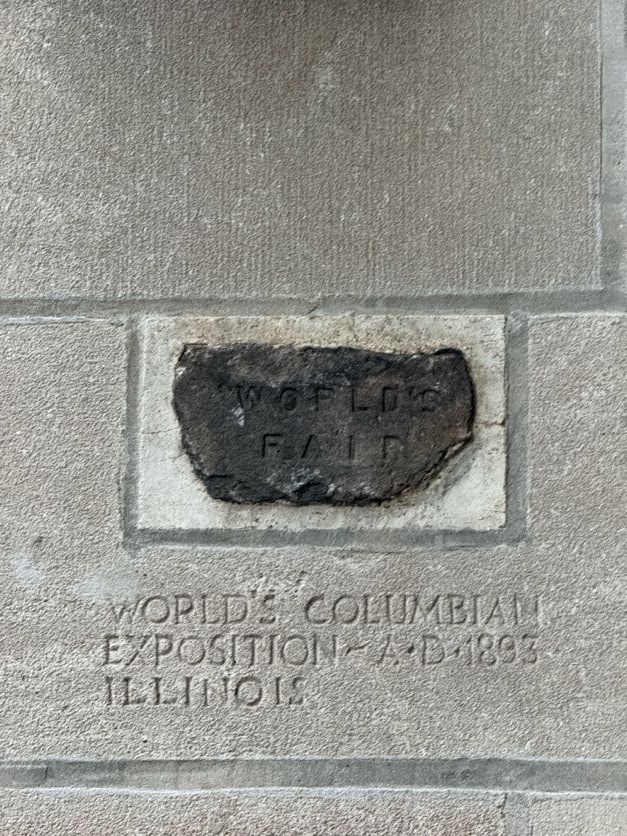 WORLD'S
FAIR
WORLD'S COLUMBIAN
EXPOSITION ~ A·D·1893
ILLINOIS